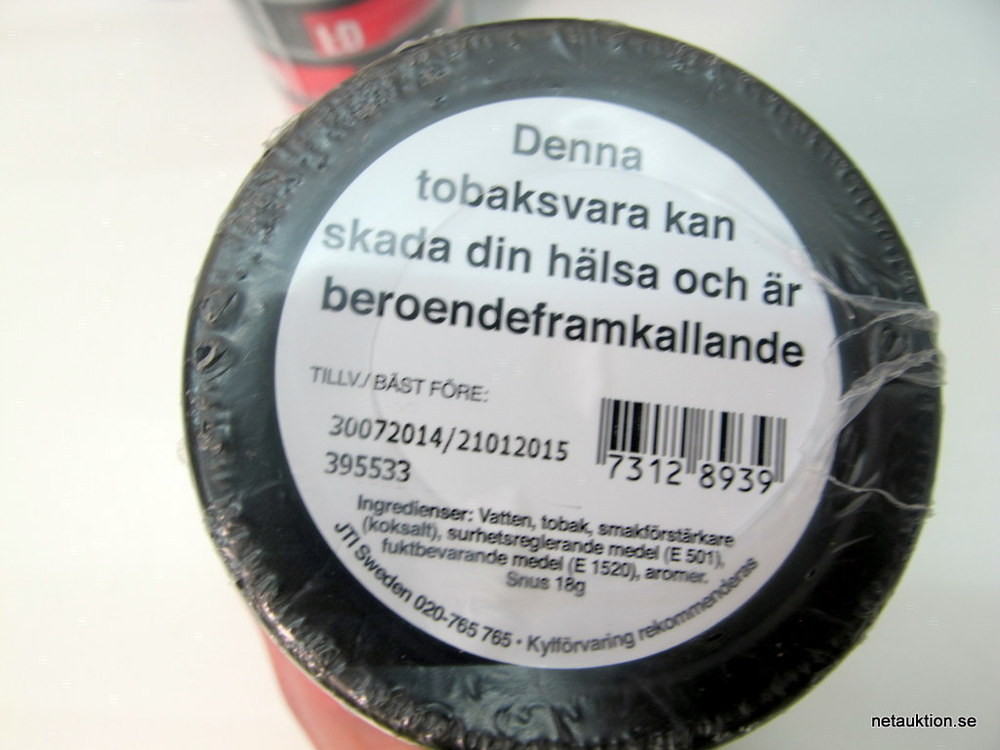 LO
Denna
tobaksvara kan
skada din hälsa och är
beroendeframkallande
TILLV./ BÄST FÖRE:
30072014/21012015
395533
7312 8939
Ingredienser: Vatten, tobak, smakförstärkare
(koksalt), surhetsreglerande medel (E 501),
fuktbevarande medel (E 1520), aromer.
Snus 18g
JTI Sweden 020-765 765 • Kylförvaring rekommenderas
netauktion.se